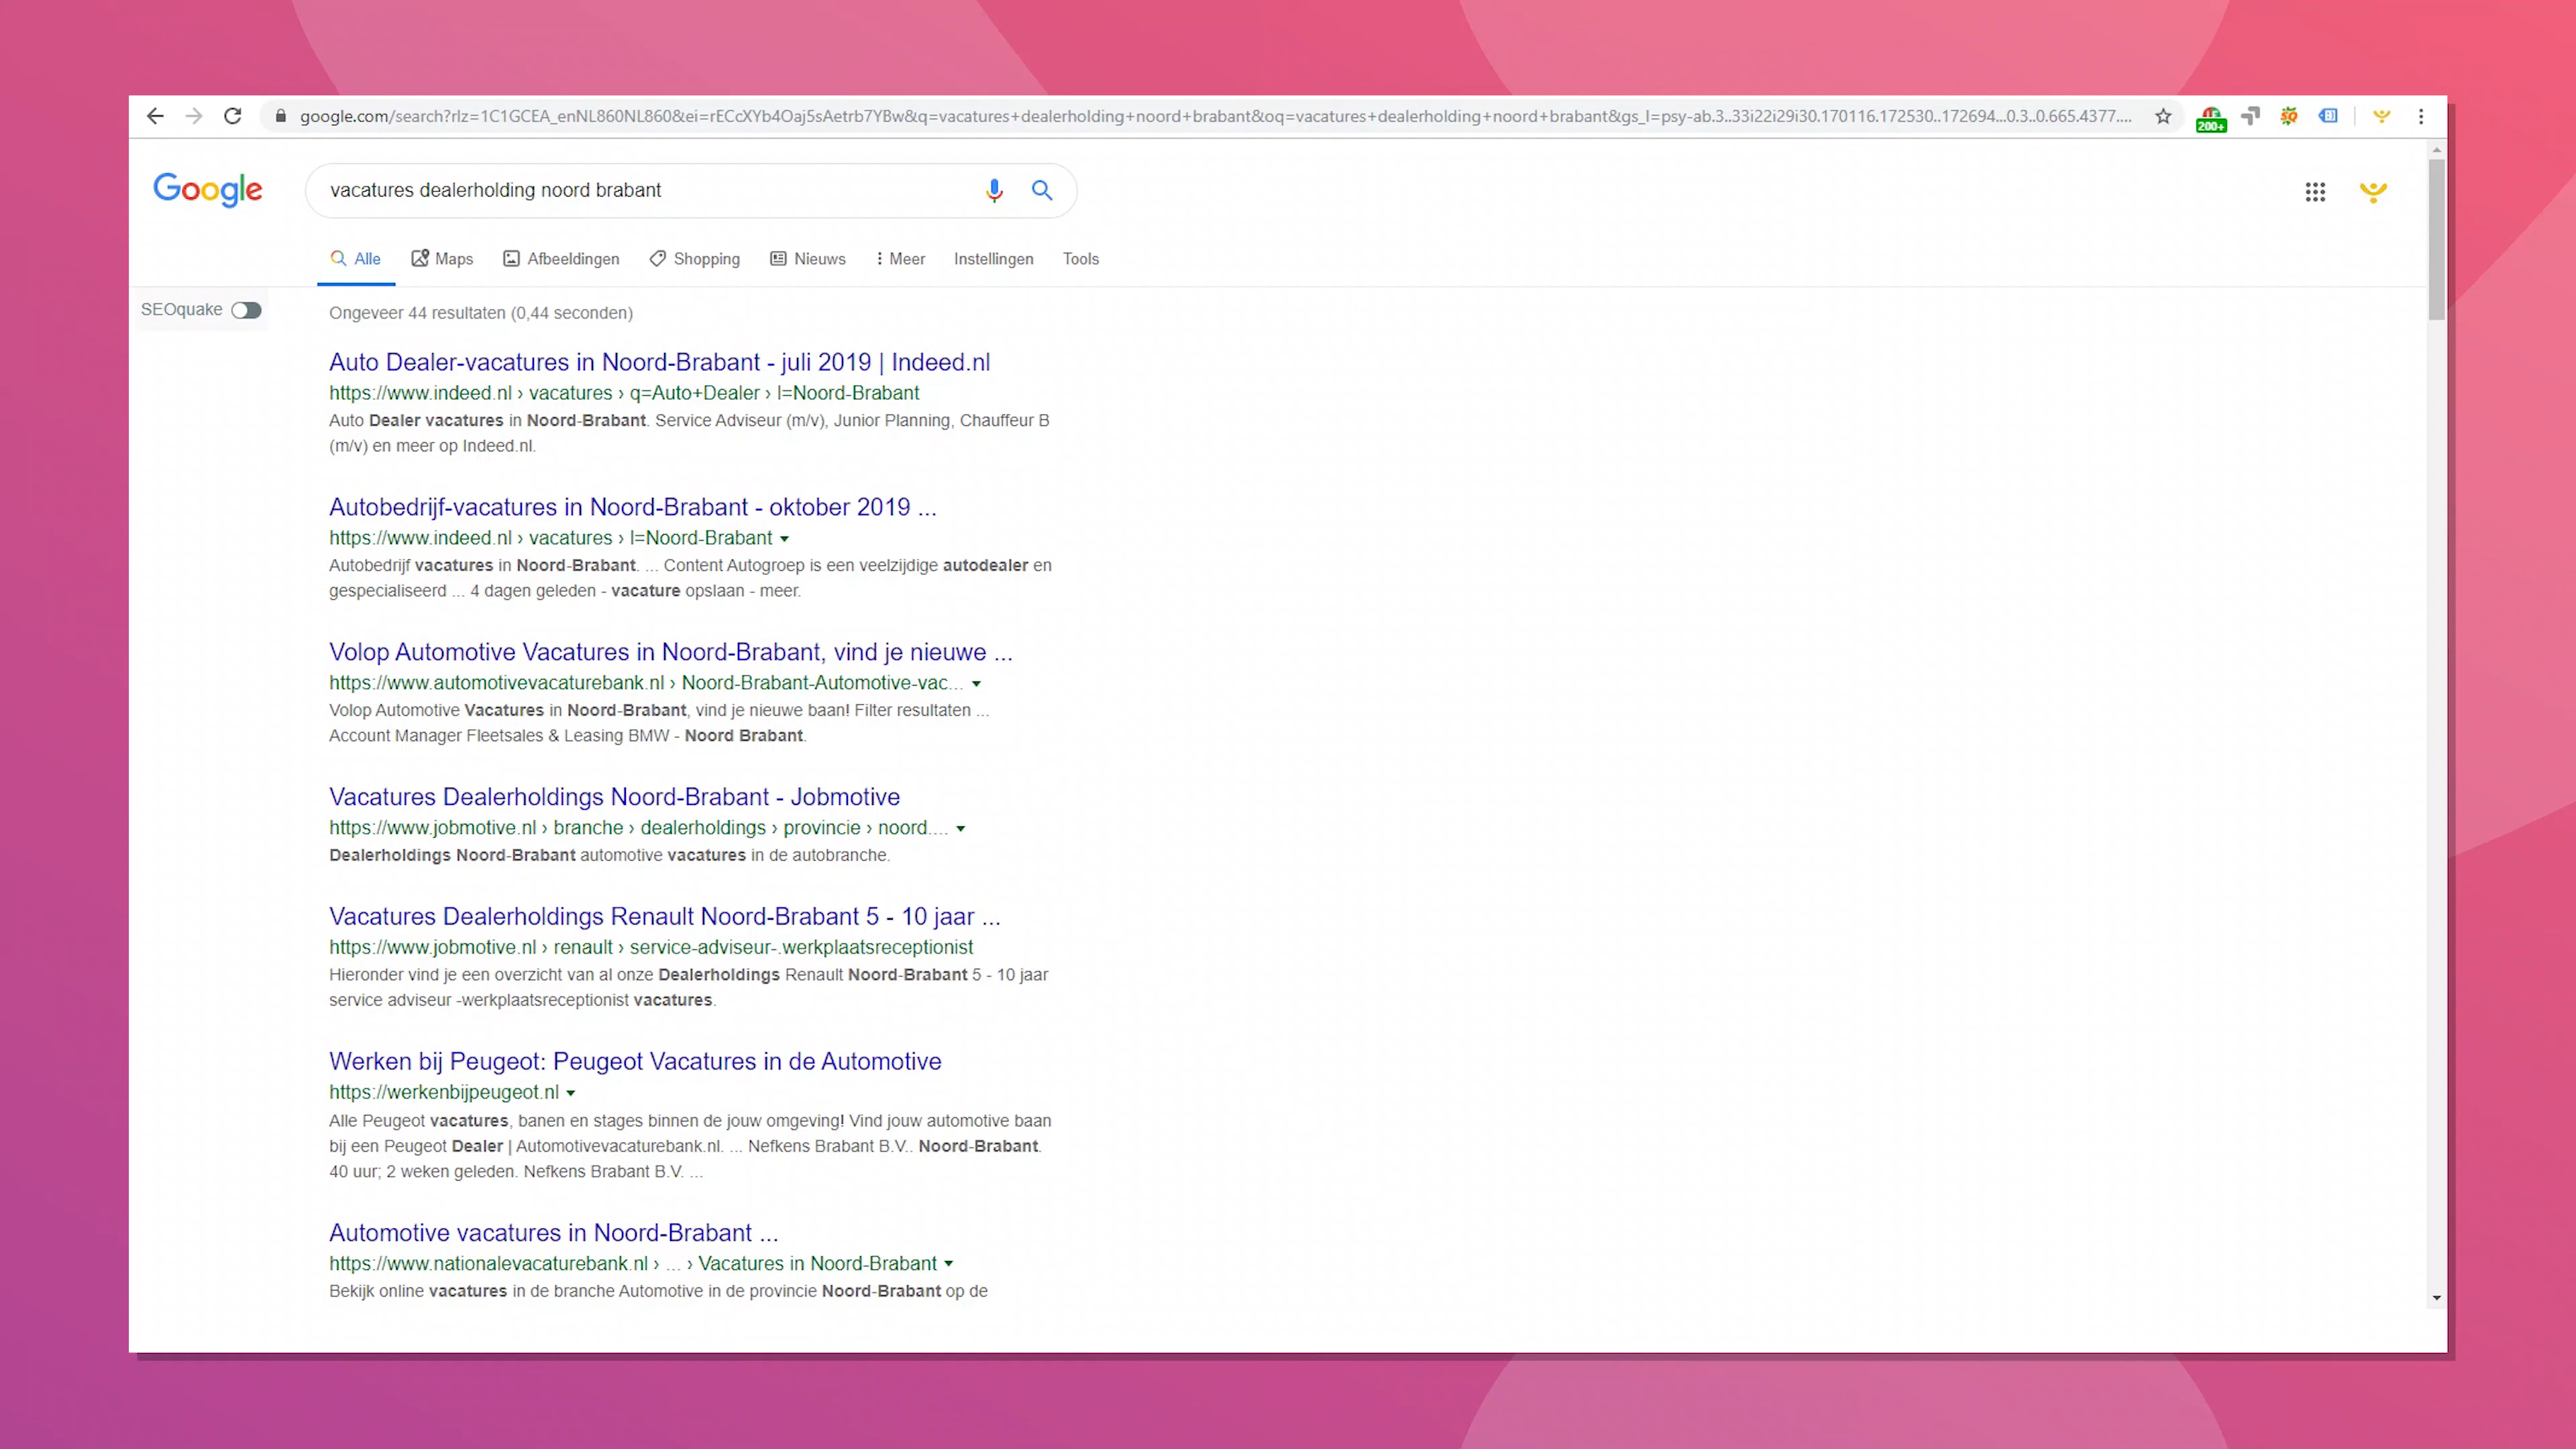 google.com/search?rlz=1C1GCEA_enNL860NL860&ei=rECcXYb4Oaj5sAetrb7YBw&q=vacatures+dealerholding+noord+brabant&oq=vacatures+dealerholding+noord+brabant&gs_l=psy-ab.3..33i22i29i30.170116.172530..172694...0.3..0.665.4377....
200+
Google
vacatures dealerholding noord brabant
Alle Maps Afbeeldingen Shopping Nieuws Meer Instellingen Tools
SEOquake
Ongeveer 44 resultaten (0,44 seconden)
Auto Dealer-vacatures in Noord-Brabant - juli 2019 | Indeed.nl
https://www.indeed.nl › vacatures › q=Auto+Dealer › l=Noord-Brabant
Auto Dealer vacatures in Noord-Brabant. Service Adviseur (m/v), Junior Planning, Chauffeur B
(m/v) en meer op Indeed.nl.
Autobedrijf-vacatures in Noord-Brabant - oktober 2019 ...
https://www.indeed.nl › vacatures › l=Noord-Brabant
Autobedrijf vacatures in Noord-Brabant. ... Content Autogroep is een veelzijdige autodealer en
gespecialiseerd ... 4 dagen geleden - vacature opslaan - meer.
Volop Automotive Vacatures in Noord-Brabant, vind je nieuwe ...
https://www.automotivevacaturebank.nl › Noord-Brabant-Automotive-vac...
Volop Automotive Vacatures in Noord-Brabant, vind je nieuwe baan! Filter resultaten ...
Account Manager Fleetsales & Leasing BMW - Noord Brabant.
Vacatures Dealerholdings Noord-Brabant - Jobmotive
https://www.jobmotive.nl › branche › dealerholdings › provincie › noord....
Dealerholdings Noord-Brabant automotive vacatures in de autobranche.
Vacatures Dealerholdings Renault Noord-Brabant 5 - 10 jaar ...
https://www.jobmotive.nl › renault › service-adviseur-.werkplaatsreceptionist
Hieronder vind je een overzicht van al onze Dealerholdings Renault Noord-Brabant 5 - 10 jaar
service adviseur -werkplaatsreceptionist vacatures.
Werken bij Peugeot: Peugeot Vacatures in de Automotive
https://werkenbijpeugeot.nl
Alle Peugeot vacatures, banen en stages binnen de jouw omgeving! Vind jouw automotive baan
bij een Peugeot Dealer | Automotivevacaturebank.nl. ... Nefkens Brabant B.V.. Noord-Brabant.
40 uur; 2 weken geleden. Nefkens Brabant B.V. ...
Automotive vacatures in Noord-Brabant ...
https://www.nationalevacaturebank.nl › ... › Vacatures in Noord-Brabant
Bekijk online vacatures in de branche Automotive in de provincie Noord-Brabant op de